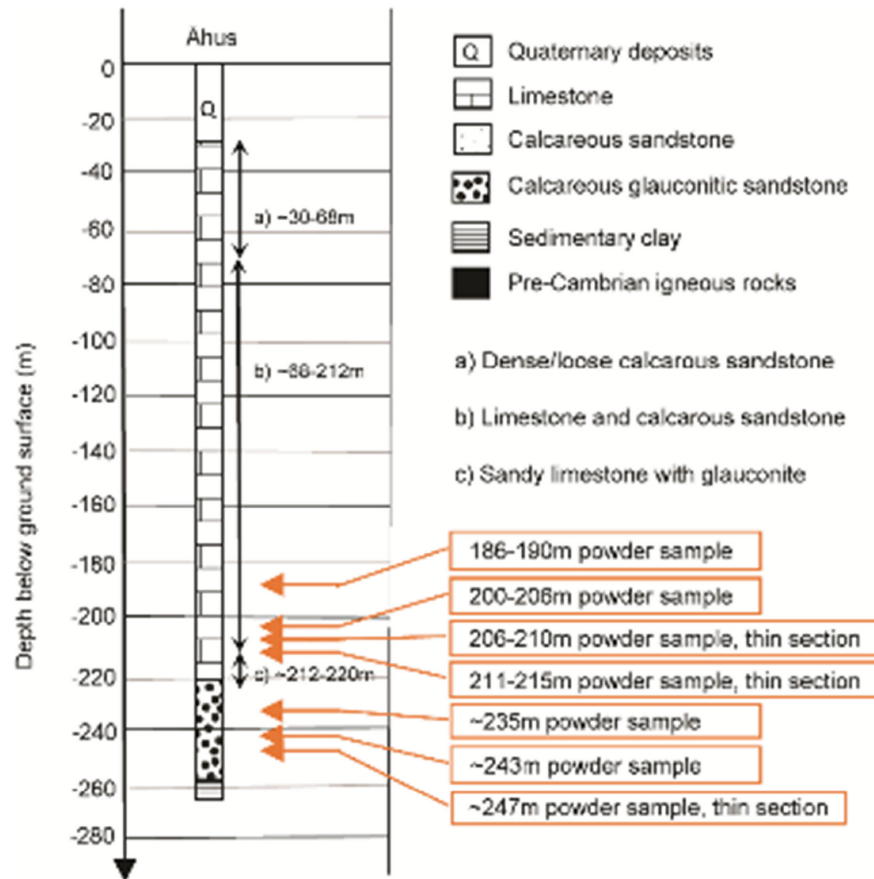 Åhus
0
-20
-40
-60
-80
-100
-120
-140
-160
-180
-200
-220
-240
-260
-280
Depth below ground surface (m)
Q
a) ~30-68m
b) ~68-212m
c) ~212-220m
Q Quaternary deposits
Limestone
Calcareous sandstone
Calcareous glauconitic sandstone
Sedimentary clay
Pre-Cambrian igneous rocks
a) Dense/loose calcarous sandstone
b) Limestone and calcarous sandstone
c) Sandy limestone with glauconite
186-190m powder sample
200-206m powder sample
206-210m powder sample, thin section
211-215m powder sample, thin section
~235m powder sample
~243m powder sample
~247m powder sample, thin section